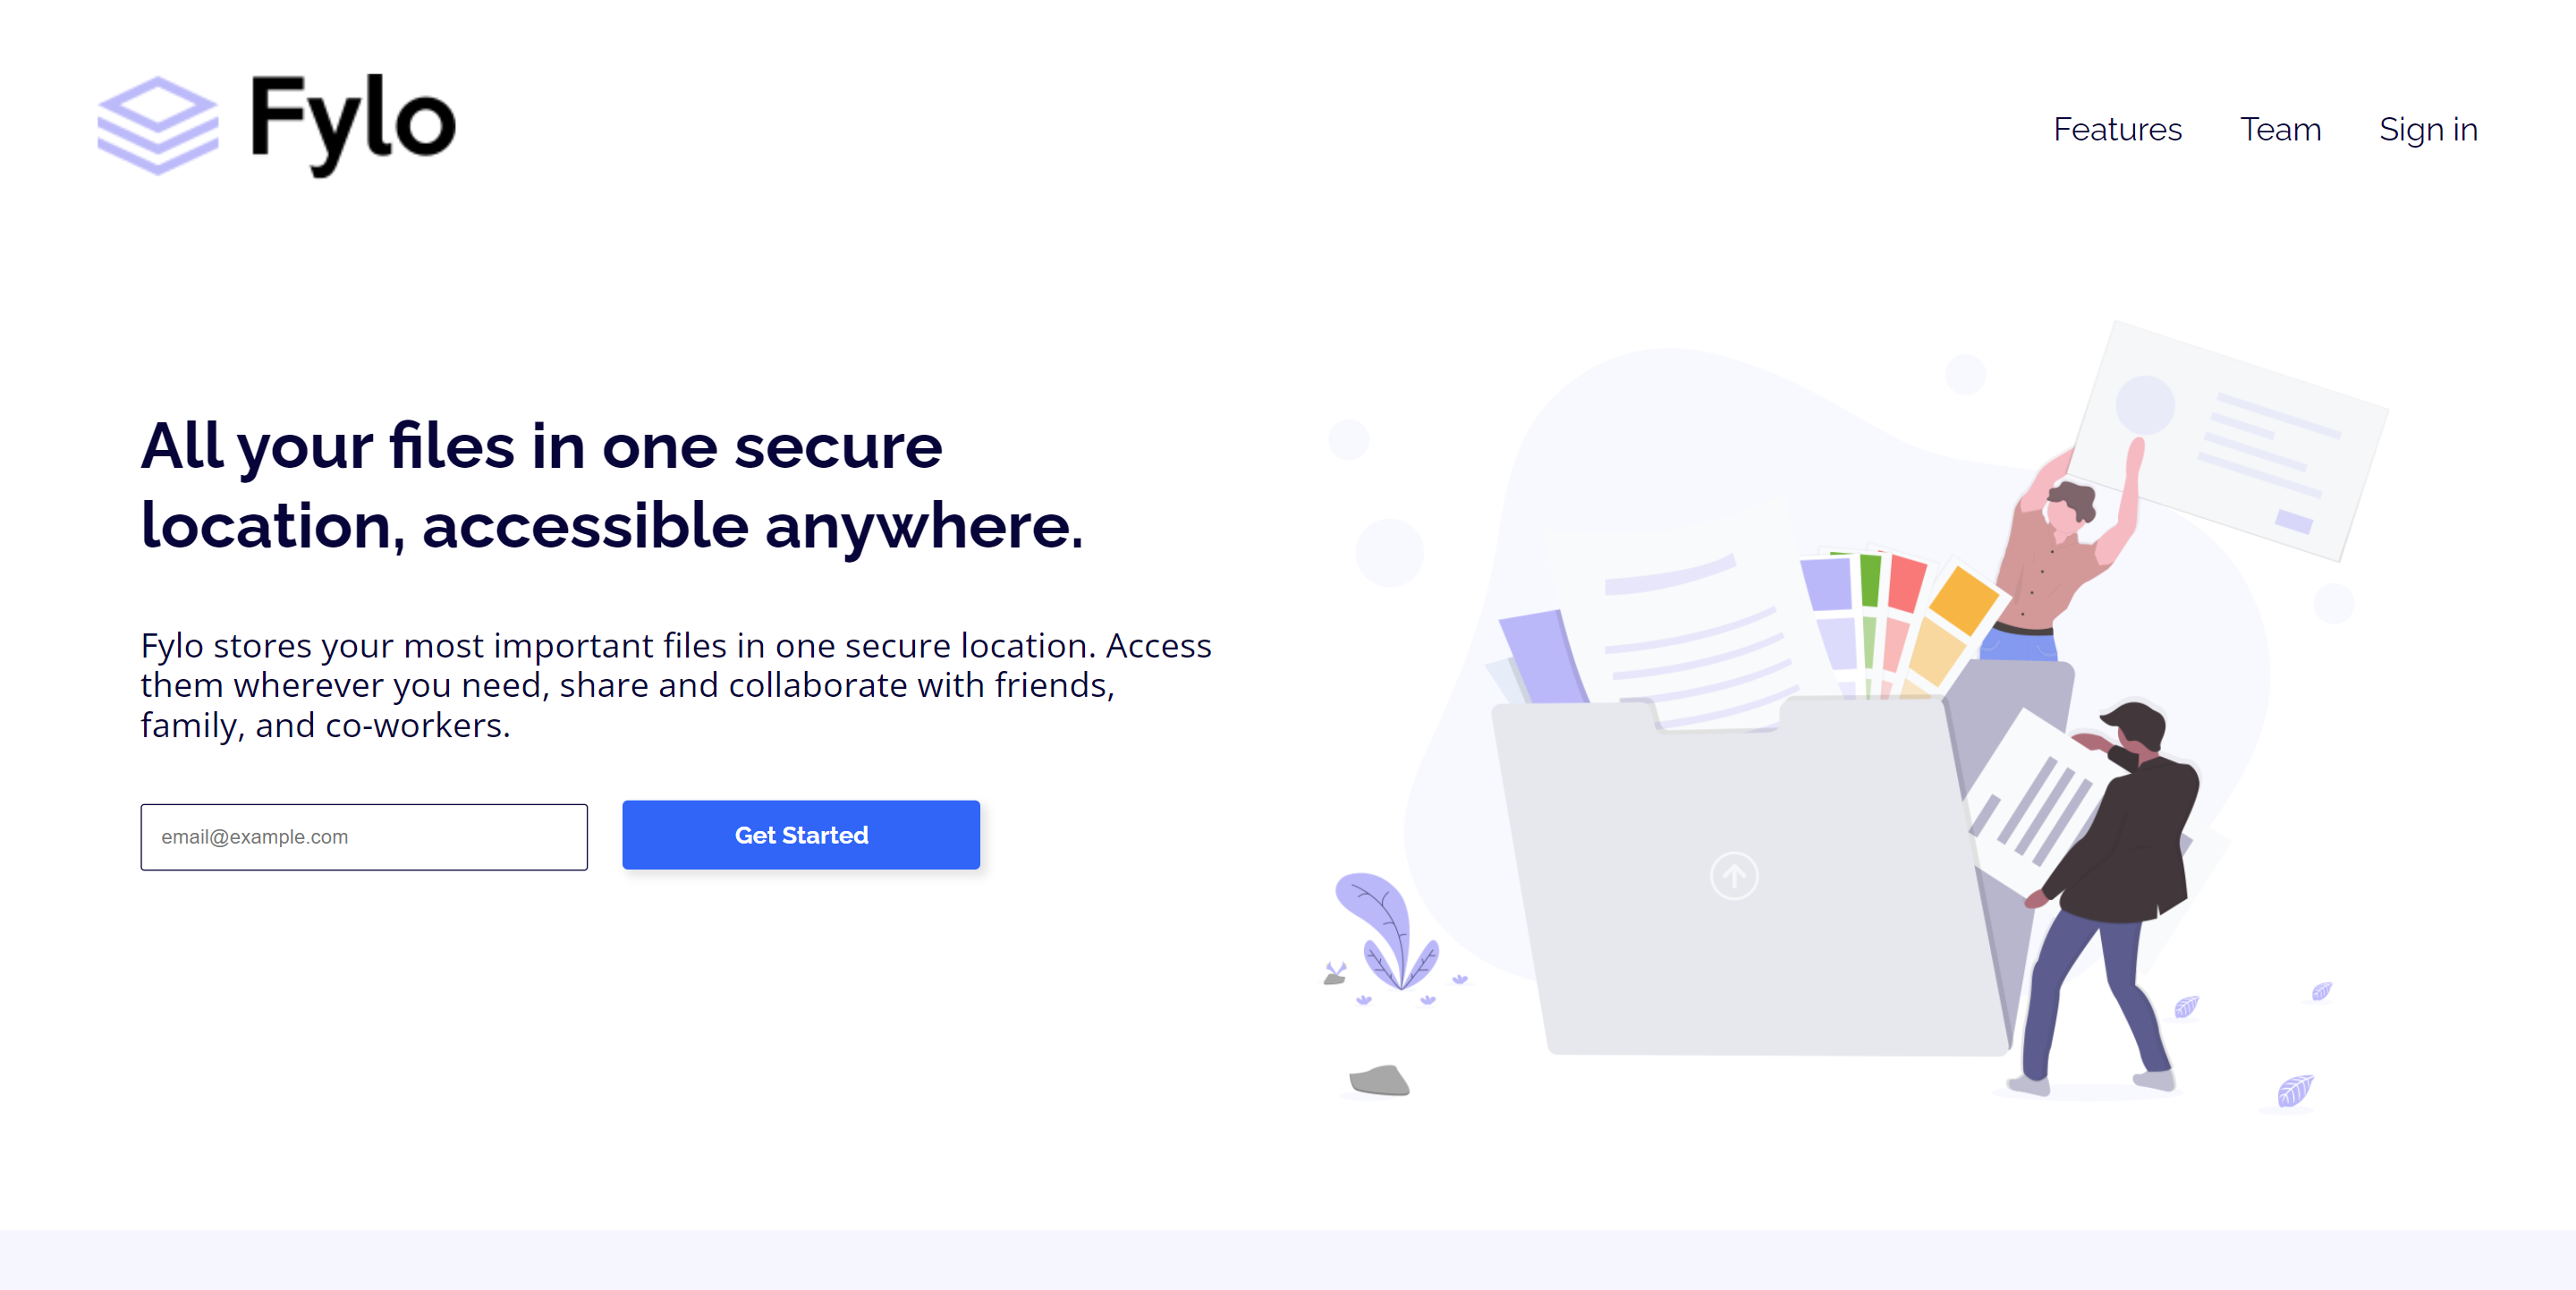 Fylo
Features
Team
Sign in
All your files in one secure
location, accessible anywhere.
Fylo stores your most important files in one secure location. Access
them wherever you need, share and collaborate with friends,
family, and co-workers.
email@example.com
Get Started